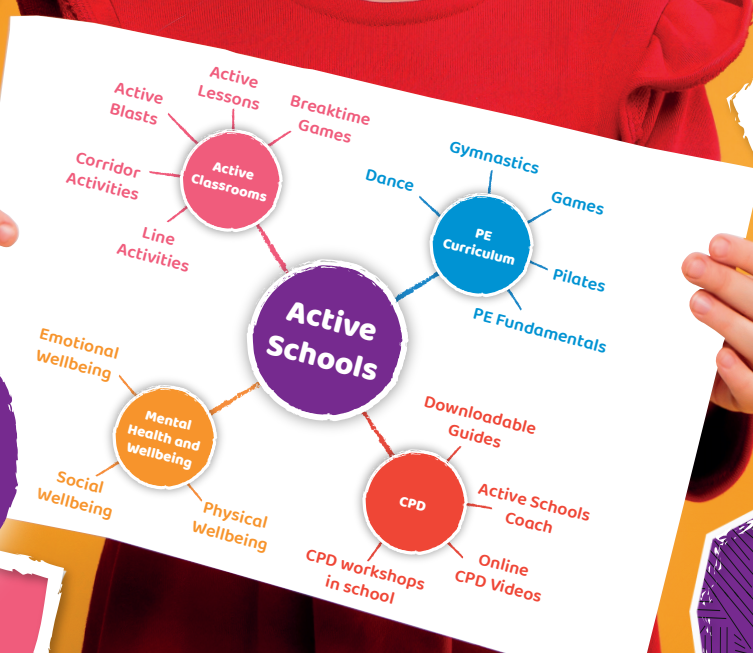 Active
Schools
Active
Classrooms
Active
Blasts
Active
Lessons
Breaktime
Games
Corridor
Activities
Line
Activities
PE
Curriculum
Dance
Gymnastics
Games
Pilates
PE Fundamentals
Mental
Health and
Wellbeing
Emotional
Wellbeing
Social
Wellbeing
Physical
Wellbeing
CPD
Downloadable
Guides
Active Schools
Coach
Online
CPD Videos
CPD workshops
in school